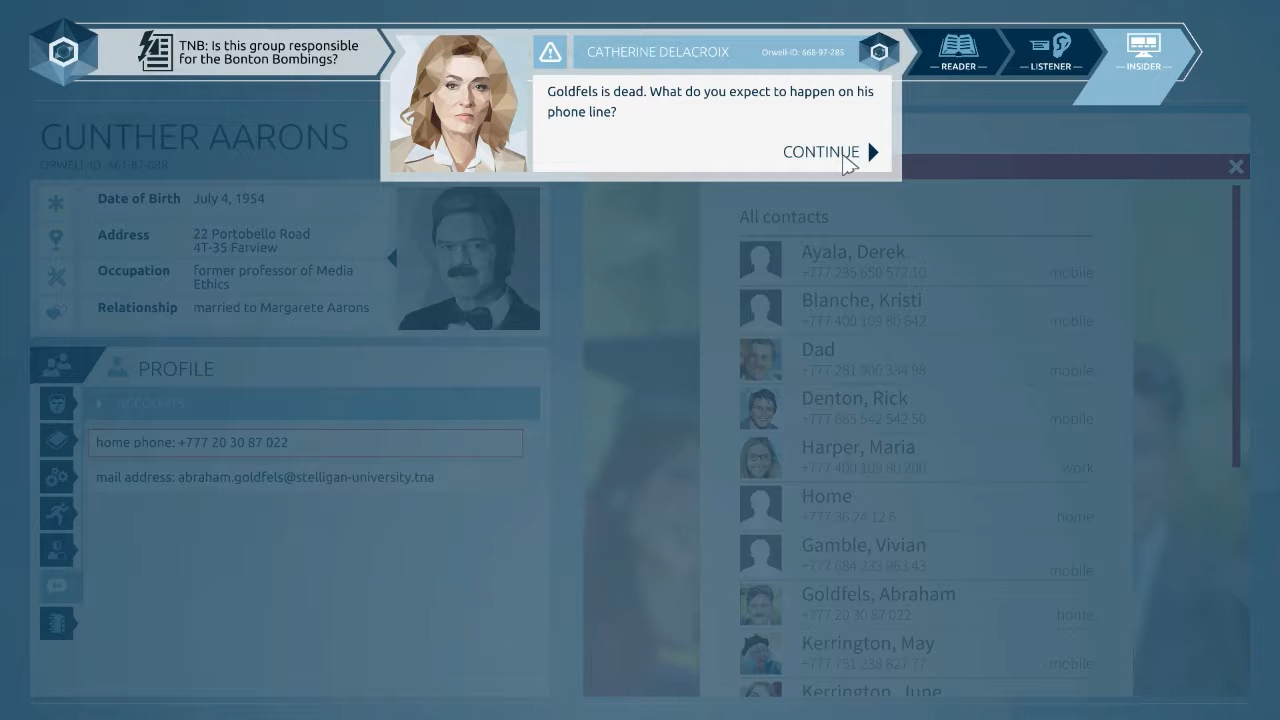 TNB: Is this group responsible
for the Bonton Bombings?
CATHERINE DELACROIX
Orwell-ID: 668-97-285
Goldfels is dead. What do you expect to happen on his
phone line?
CONTINUE
— READER —
— LISTENER —
— INSIDER —
GUNTHER AARONS
ORWELL-ID: 461-87-088
Date of Birth July 4, 1954
Address 22 Portobello Road
4T-35 Farview
Occupation former professor of Media
Ethics
Relationship married to Margarete Aarons
PROFILE
ACCOUNTS
home phone: +777 20 30 87 022
mail address: abraham.goldfels@stelligan-university.tna
All contacts
Ayala, Derek
+777 235 650 577 10
mobile
Blanche, Kristi
+777 400 109 80 642
mobile
Dad
+777 281 900 334 98
mobile
Denton, Rick
+777 665 542 542 50
mobile
Harper, Maria
+777 400 109 80 200
work
Home
+777 36 24 12 6
home
Gamble, Vivian
+777 684 233 963 43
mobile
Goldfels, Abraham
+777 20 30 87 022
home
Kerrington, May
+777 751 238 827 77
mobile
Kerrington, June